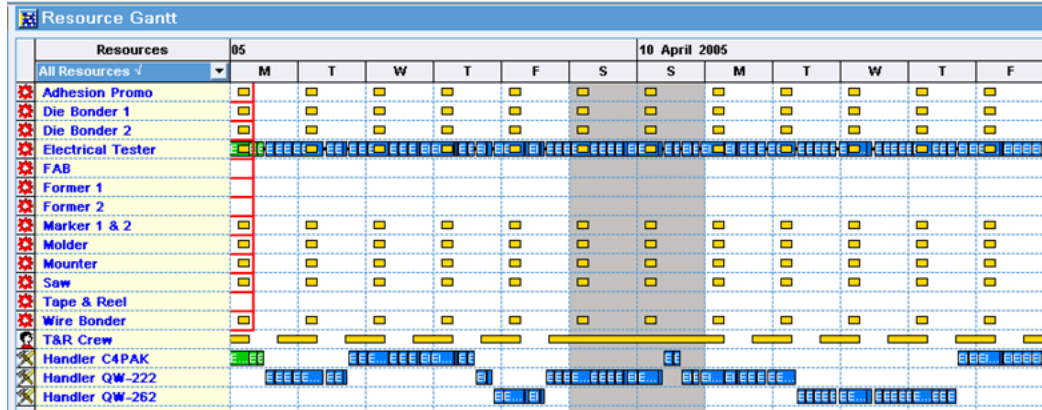 Resource Gantt
Resources 05 10 April 2005
All Resources √ M T W T F S S M T W T F
Adhesion Promo
Die Bonder 1
Die Bonder 2
Electrical Tester
FAB
Former 1
Former 2
Marker 1 & 2
Molder
Mounter
Saw
Tape & Reel
Wire Bonder
T&R Crew
Handler C4PAK
Handler QW-222
Handler QW-262